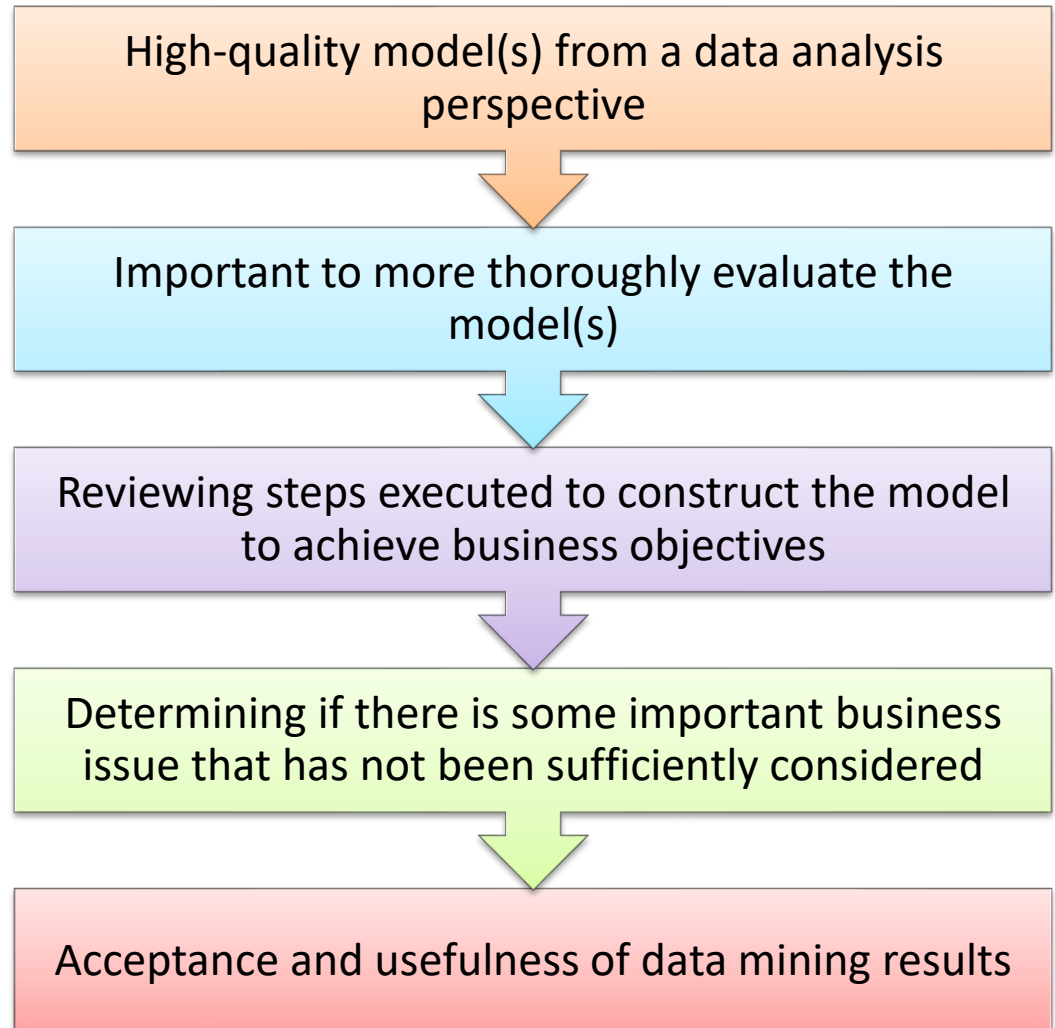 High-quality model(s) from a data analysis
perspective
Important to more thoroughly evaluate the
model(s)
Reviewing steps executed to construct the model
to achieve business objectives
Determining if there is some important business
issue that has not been sufficiently considered
Acceptance and usefulness of data mining results